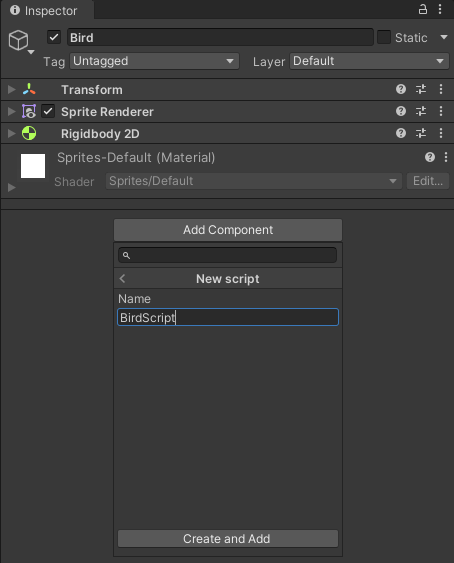 Inspector
Bird
Static
Tag Untagged Layer Default
Transform
Sprite Renderer
Rigidbody 2D
Sprites-Default (Material)
Shader Sprites/Default Edit...
Add Component
New script
Name
BirdScript
Create and Add